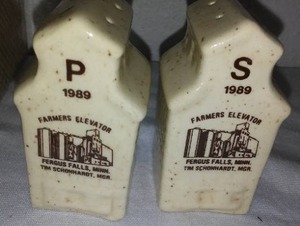 P
1989
FARMERS ELEVATOR
FERGUS FALLS, MINN.
TIM SCHONHARDT, MGR.
S
1989
FARMERS ELEVATOR
FERGUS FALLS, MINN.
TIM SCHONHARDT, MGR.